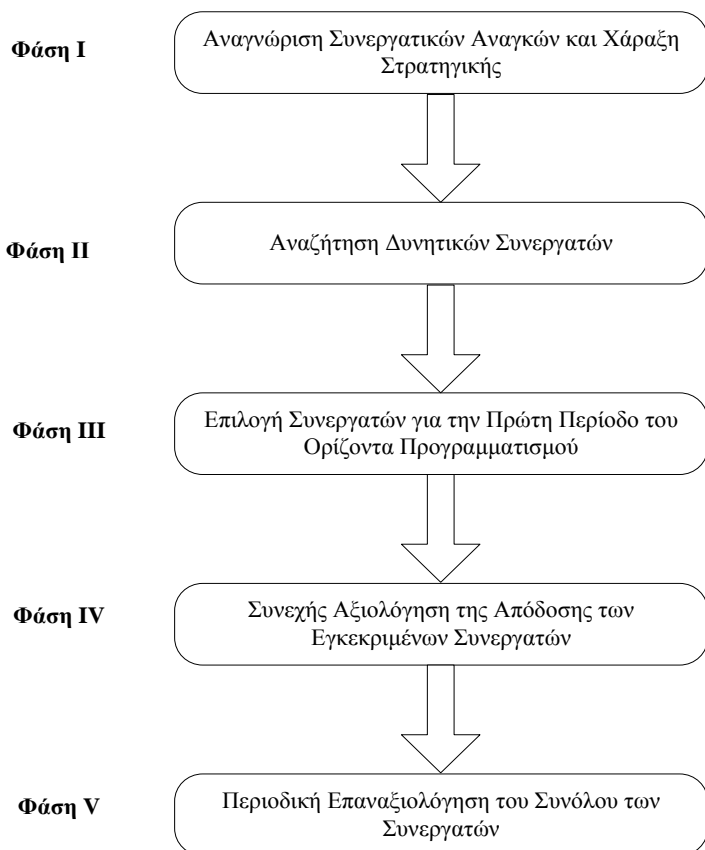 Φάση I
Αναγνώριση Συνεργατικών Αναγκών και Χάραξη
Στρατηγικής
Φάση II
Αναζήτηση Δυνητικών Συνεργατών
Φάση III
Επιλογή Συνεργατών για την Πρώτη Περίοδο του
Ορίζοντα Προγραμματισμού
Φάση IV
Συνεχής Αξιολόγηση της Απόδοσης των
Εγκεκριμένων Συνεργατών
Φάση V
Περιοδική Επαναξιολόγηση του Συνόλου των
Συνεργατών